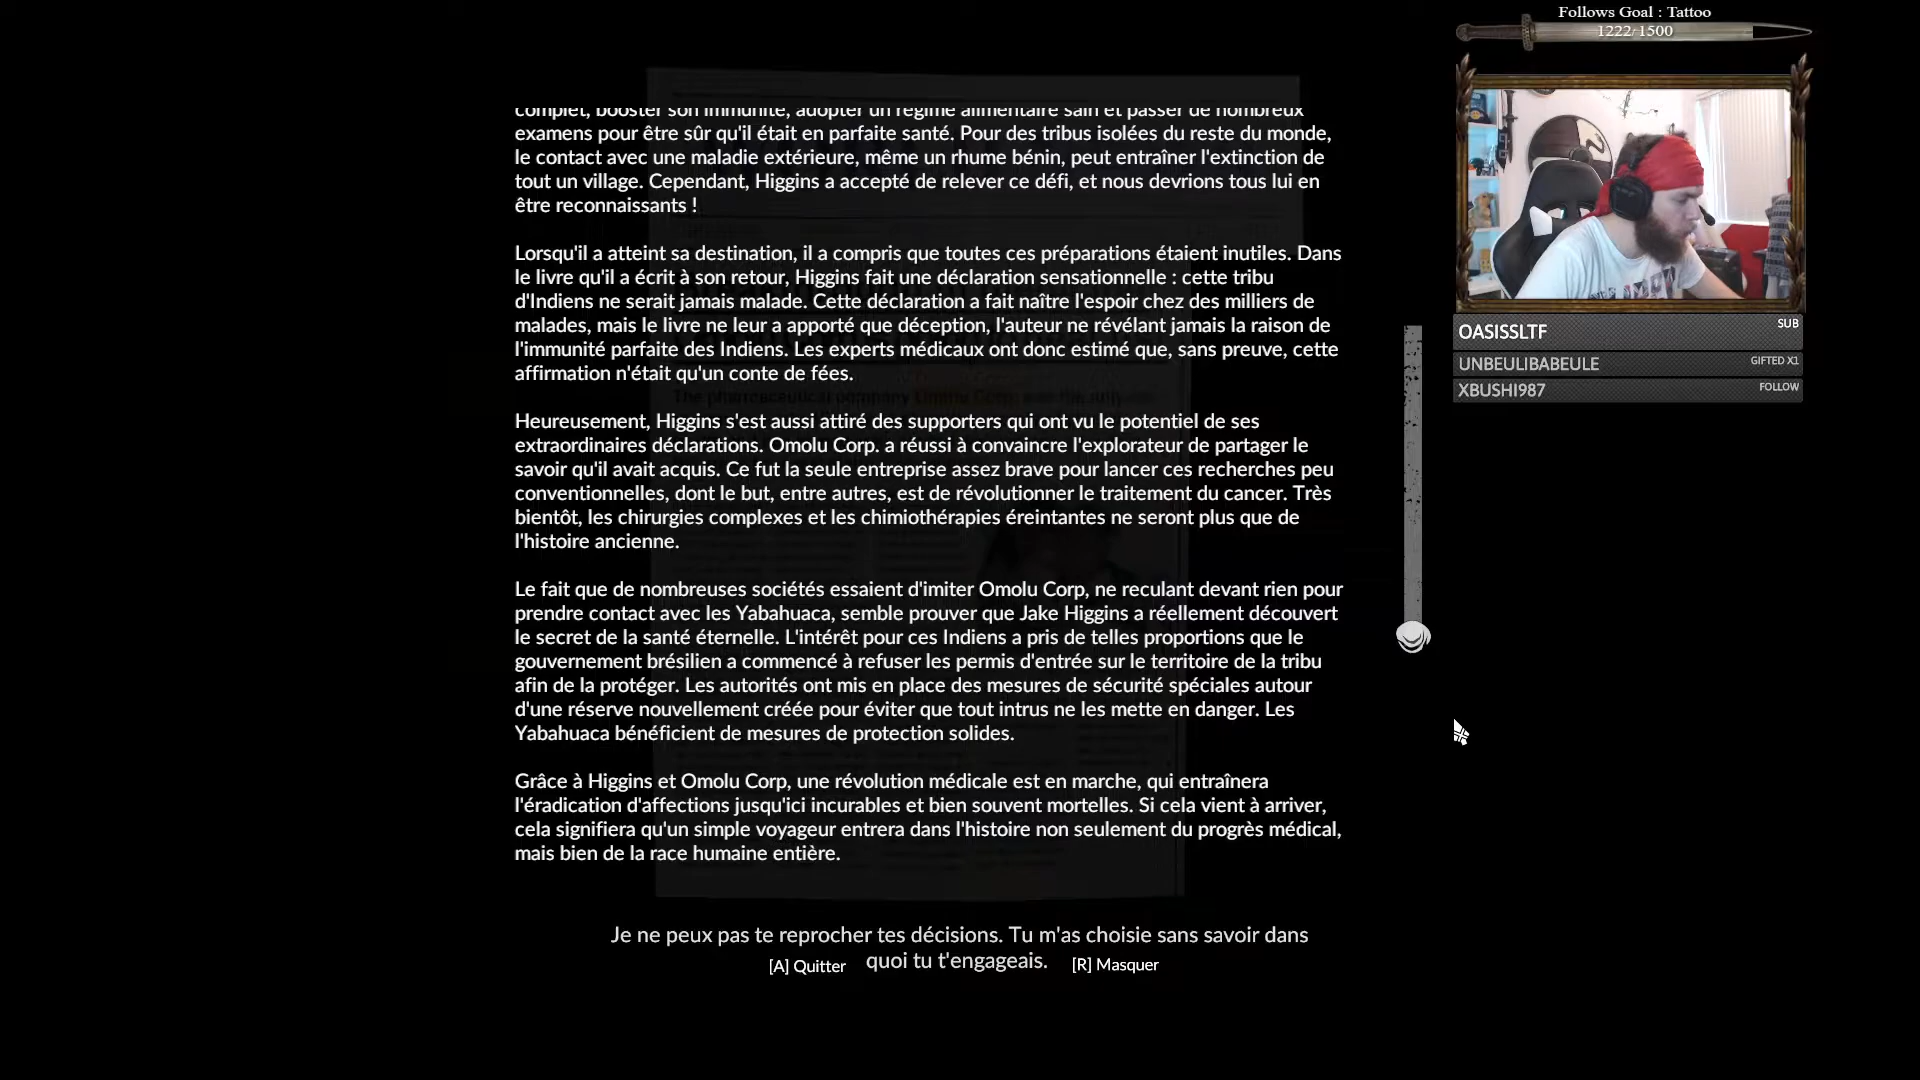 Follows Goal : Tattoo
1222/1500
complet, booster son immunité, adopter un régime alimentaire sain et passer de nombreux
examens pour être sûr qu'il était en parfaite santé. Pour des tribus isolées du reste du monde,
le contact avec une maladie extérieure, même un rhume bénin, peut entraîner l'extinction de
tout un village. Cependant, Higgins a accepté de relever ce défi, et nous devrions tous lui en
être reconnaissants !
Lorsqu'il a atteint sa destination, il a compris que toutes ces préparations étaient inutiles. Dans
le livre qu'il a écrit à son retour, Higgins fait une déclaration sensationnelle : cette tribu
d'Indiens ne serait jamais malade. Cette déclaration a fait naître l'espoir chez des milliers de
malades, mais le livre ne leur a apporté que déception, l'auteur ne révélant jamais la raison de
l'immunité parfaite des Indiens. Les experts médicaux ont donc estimé que, sans preuve, cette
affirmation n'était qu'un conte de fées.
Heureusement, Higgins s'est aussi attiré des supporters qui ont vu le potentiel de ses
extraordinaires déclarations. Omolu Corp. a réussi à convaincre l'explorateur de partager le
savoir qu'il avait acquis. Ce fut la seule entreprise assez brave pour lancer ces recherches peu
conventionnelles, dont le but, entre autres, est de révolutionner le traitement du cancer. Très
bientôt, les chirurgies complexes et les chimiothérapies éreintantes ne seront plus que de
l'histoire ancienne.
Le fait que de nombreuses sociétés essaient d'imiter Omolu Corp, ne reculant devant rien pour
prendre contact avec les Yabahuaca, semble prouver que Jake Higgins a réellement découvert
le secret de la santé éternelle. L'intérêt pour ces Indiens a pris de telles proportions que le
gouvernement brésilien a commencé à refuser les permis d'entrée sur le territoire de la tribu
afin de la protéger. Les autorités ont mis en place des mesures de sécurité spéciales autour
d'une réserve nouvellement créée pour éviter que tout intrus ne les mette en danger. Les
Yabahuaca bénéficient de mesures de protection solides.
Grâce à Higgins et Omolu Corp, une révolution médicale est en marche, qui entraînera
l'éradication d'affections jusqu'ici incurables et bien souvent mortelles. Si cela vient à arriver,
cela signifiera qu'un simple voyageur entrera dans l'histoire non seulement du progrès médical,
mais bien de la race humaine entière.
Je ne peux pas te reprocher tes décisions. Tu m'as choisie sans savoir dans
quoi tu t'engageais.
[A] Quitter
[R] Masquer
OASISSLTF SUB
UNBEULIBABEULE GIFTED X1
XBUSHI987 FOLLOW